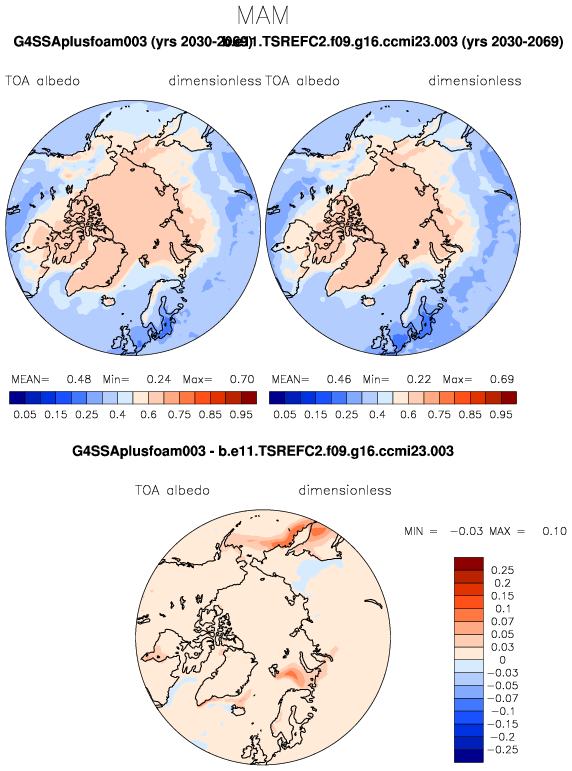 MAM
G4SSAplusfoam003 (yrs 2030-2069) b.e11.TSREFC2.f09.g16.ccmi23.003 (yrs 2030-2069)
TOA albedo dimensionless TOA albedo dimensionless
MEAN= 0.48 Min= 0.24 Max= 0.70 MEAN= 0.46 Min= 0.22 Max= 0.69
0.05 0.15 0.25 0.4 0.6 0.75 0.85 0.95 0.05 0.15 0.25 0.4 0.6 0.75 0.85 0.95
G4SSAplusfoam003 - b.e11.TSREFC2.f09.g16.ccmi23.003
TOA albedo dimensionless
MIN = -0.03 MAX = 0.10
0.25
0.2
0.15
0.1
0.07
0.05
0.03
0
-0.03
-0.05
-0.07
-0.1
-0.15
-0.2
-0.25